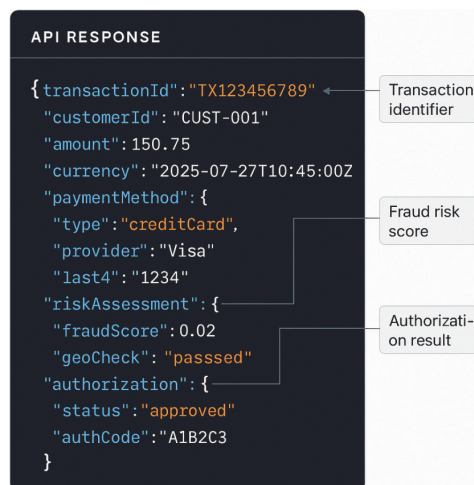 API RESPONSE
{transactionId":"TX123456789"
Transaction
identifier
"customerId":"CUST-001"
"amount":150.75
"currency":"2025-07-27T10:45:00Z
"paymentMethod":{
"type":"creditCard",
"provider":"Visa"
"last4":"1234"
Fraud risk
score
"riskAssessment":{
"fraudScore":0.02
"geoCheck": "passsed"
Authorizati-
on result
"authorization":{
"status":"approved"
"authCode":"A1B2C3
}